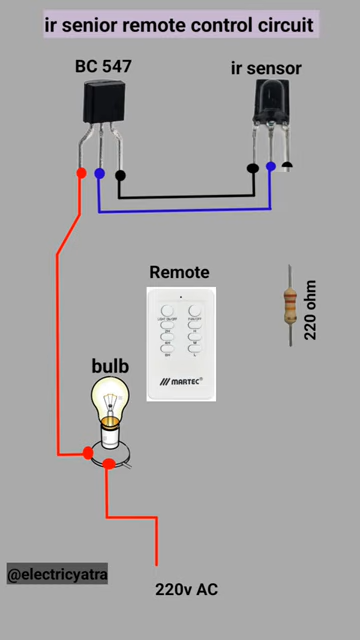 ir senior remote control circuit
BC 547
ir sensor
Remote
220 ohm
MARTEC
bulb
@electricyatra
220v AC